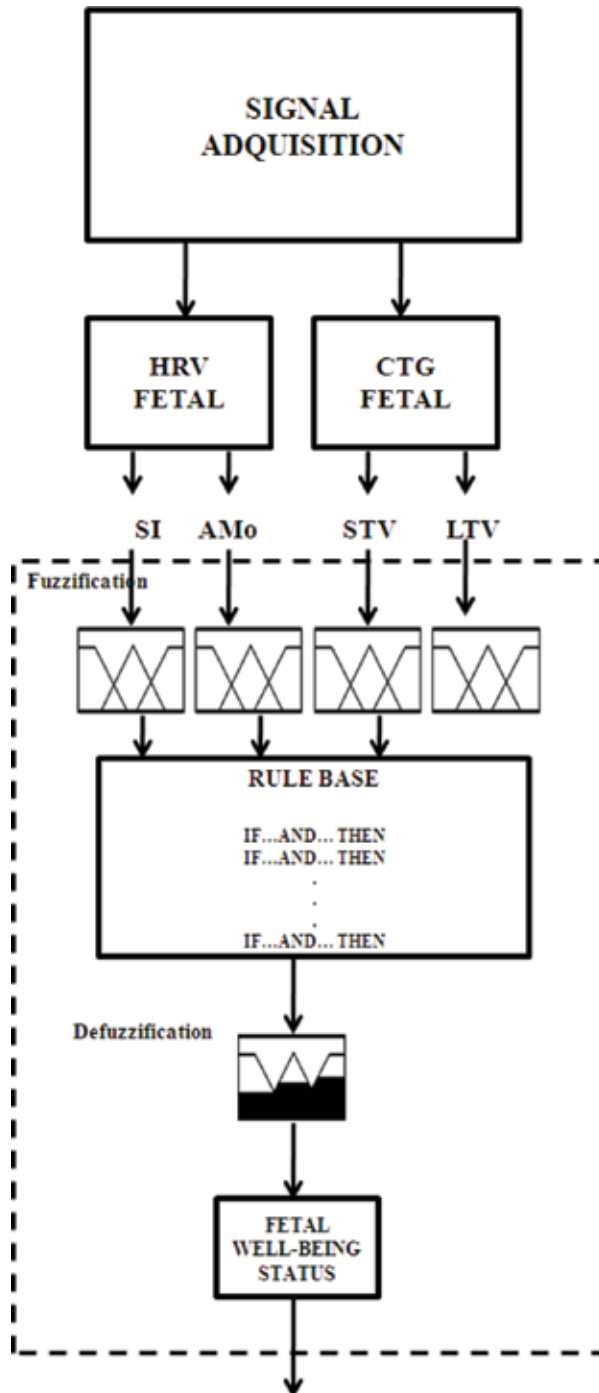 SIGNAL
ADQUISITION
HRV
FETAL
CTG
FETAL
SI AMo STV LTV
Fuzzification
RULE BASE
IF...AND... THEN
IF...AND... THEN
.
.
.
IF...AND... THEN
Defuzzification
FETAL
WELL-BEING
STATUS